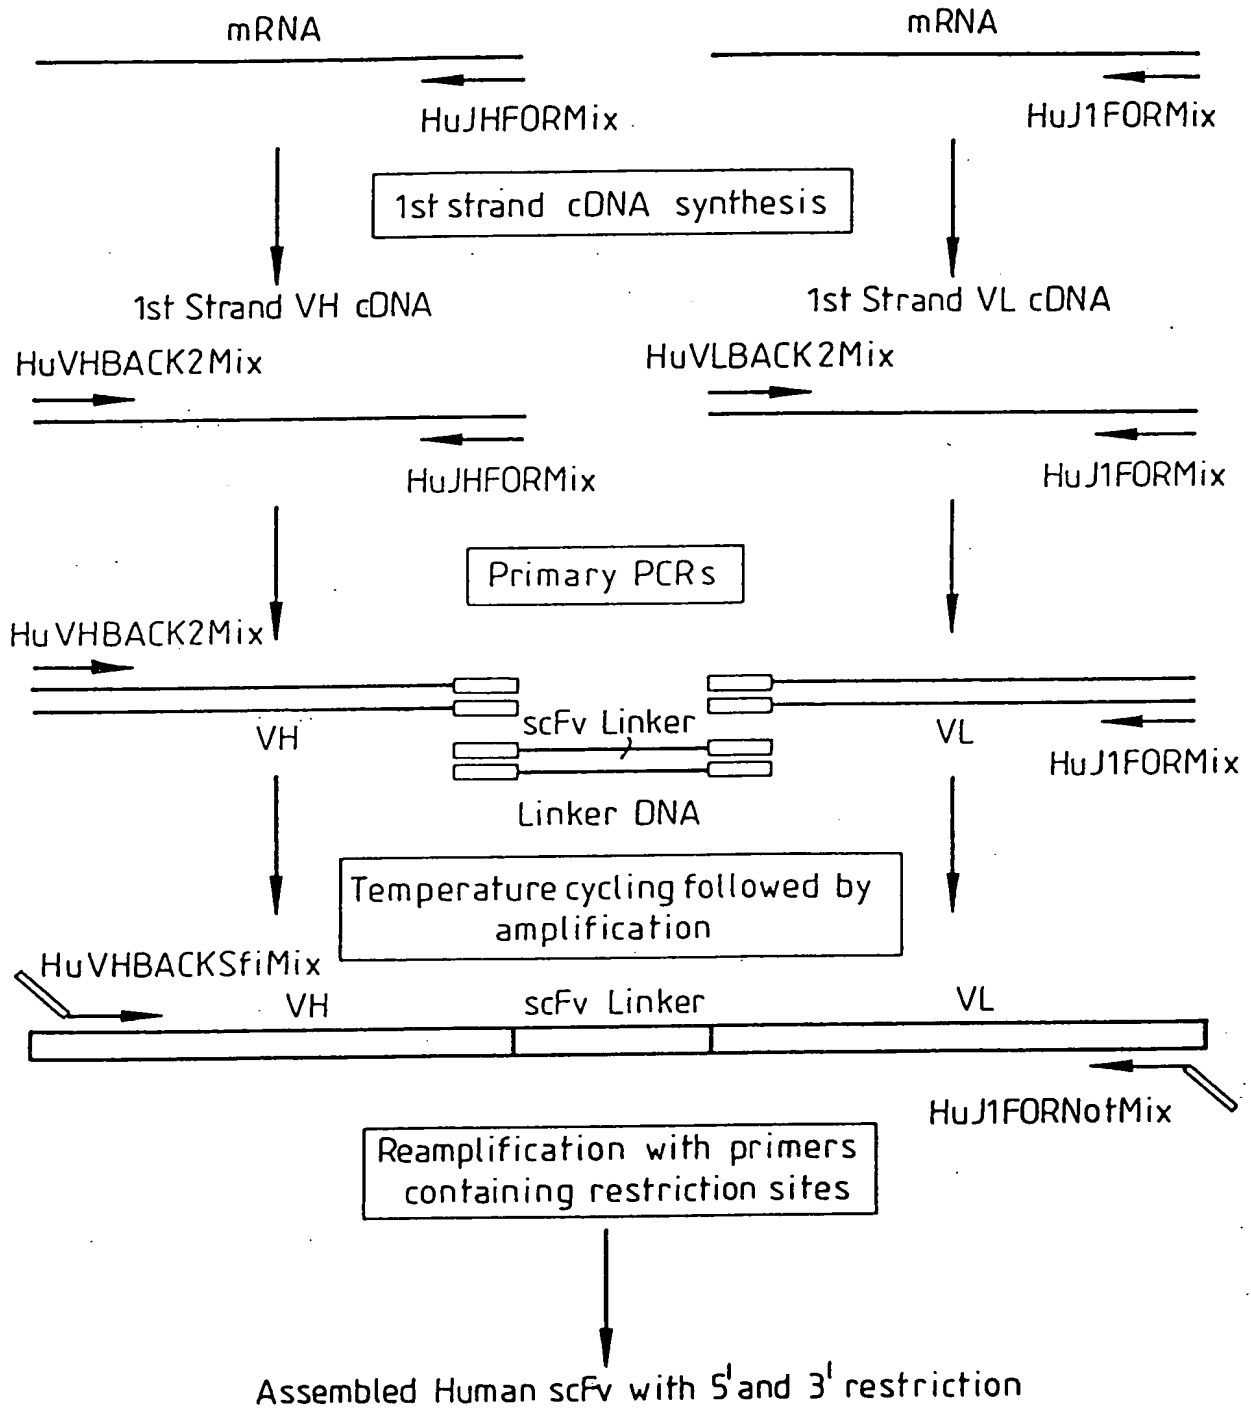 mRNA
mRNA
HuJHFORMix
HuJ1FORMix
1st strand cDNA synthesis
1st Strand VH cDNA
1st Strand VL cDNA
HuVHBACK2Mix
HuVLBACK2Mix
HuJHFORMix
HuJ1FORMix
Primary PCRs
HuVHBACK2Mix
VH
scFv Linker
VL
HuJ1FORMix
Linker DNA
Temperature cycling followed by
amplification
HuVHBACKSfiMix
VH
scFv Linker
VL
HuJ1FORNotMix
Reamplification with primers
containing restriction sites
Assembled Human scFv with 5' and 3' restriction